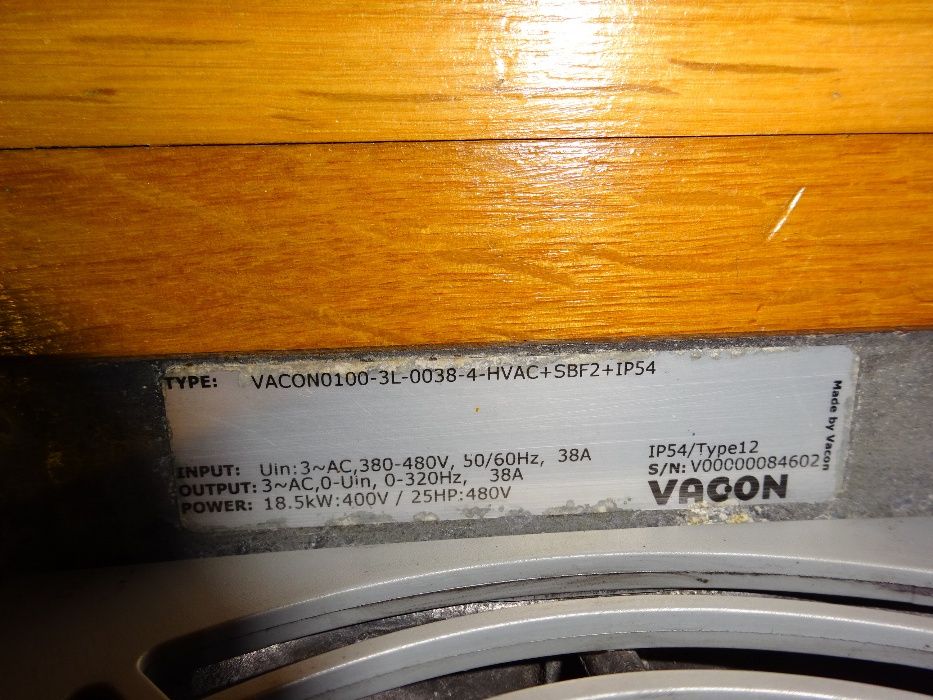 TYPE: VACON0100-3L-0038-4-HVAC+SBF2+IP54
INPUT: Uin:3~AC,380-480V, 50/60Hz, 38A
OUTPUT: 3~AC,0-Uin, 0-320Hz, 38A
POWER: 18.5kW:400V / 25HP:480V
IP54/Type12
S/N: V00000084602
VACON
Made by Vacon